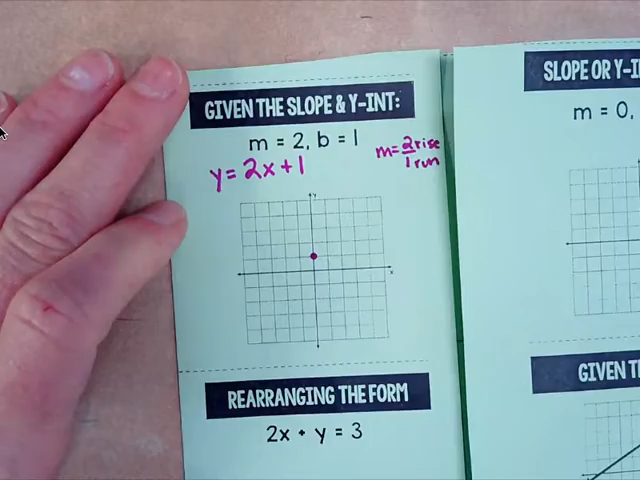 GIVEN THE SLOPE & Y-INT:
m = 2, b = 1
y = 2x + 1
m = 2 rise
1 run
y
x
REARRANGING THE FORM
2x + y = 3
SLOPE OR Y-I
m = 0,
GIVEN